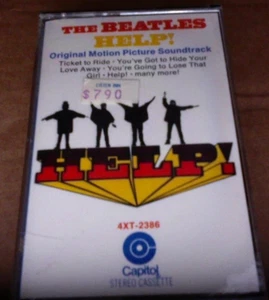 THE BEATLES
HELP!
Original Motion Picture Soundtrack
Ticket to Ride · You've Got to Hide Your
Love Away · You're Going to Lose That
Girl · Help! · many more!
$7.90
HELP!
4XT-2386
Capitol
STEREO CASSETTE